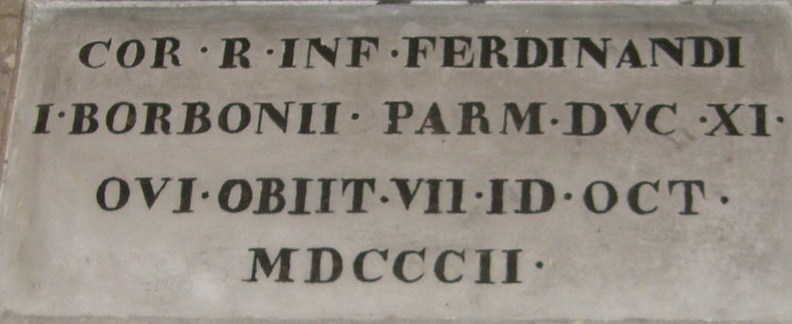 COR · R · INF · FERDINANDI
I · BORBONII · PARM · DVC · XI ·
OVI · OBIIT · VII · ID · OCT ·
MDCCCII ·